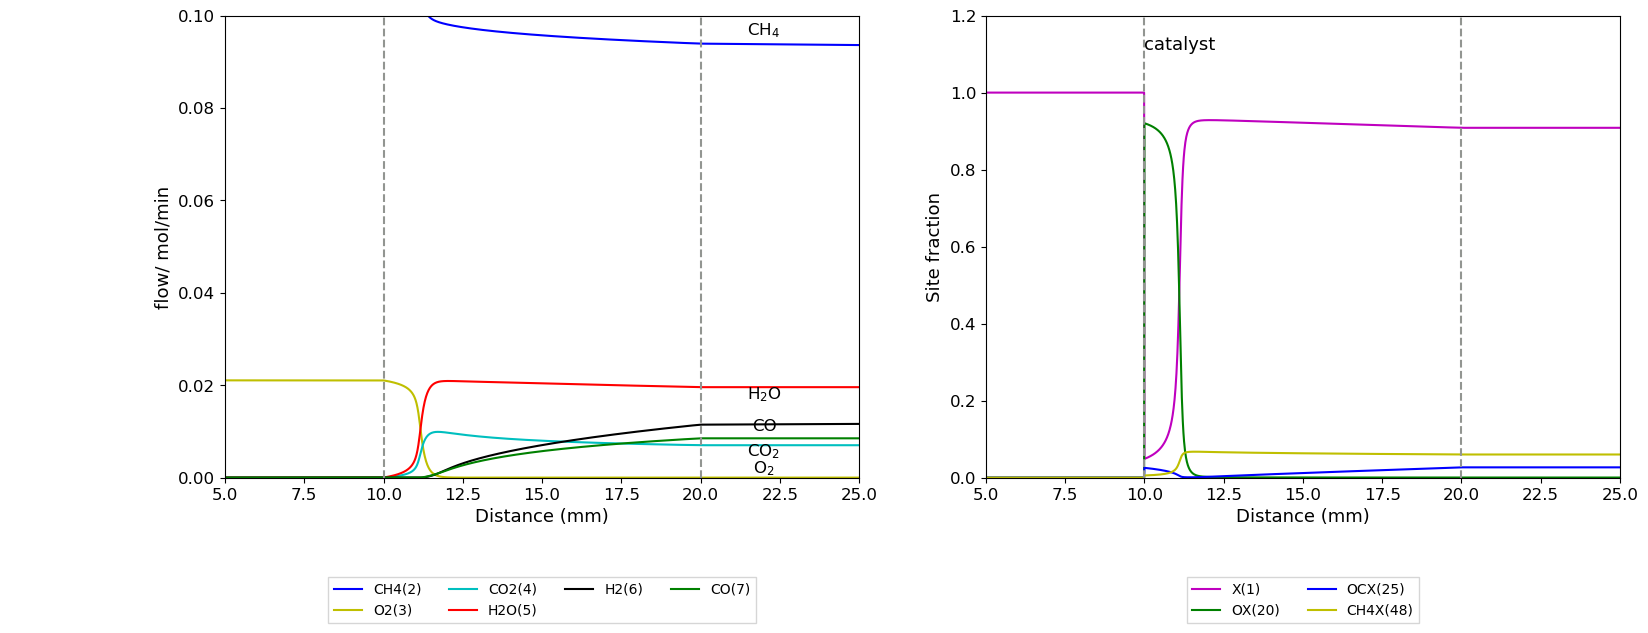 0.10
0.08
0.06
0.04
0.02
0.00
flow/ mol/min
CH₄
H₂O
CO
CO₂
O₂
5.0 7.5 10.0 12.5 15.0 17.5 20.0 22.5 25.0
Distance (mm)
CH4(2) CO2(4) H2(6) CO(7)
O2(3) H2O(5)
1.2
1.0
0.8
0.6
0.4
0.2
0.0
Site fraction
catalyst
5.0 7.5 10.0 12.5 15.0 17.5 20.0 22.5 25.0
Distance (mm)
X(1) OCX(25)
OX(20) CH4X(48)